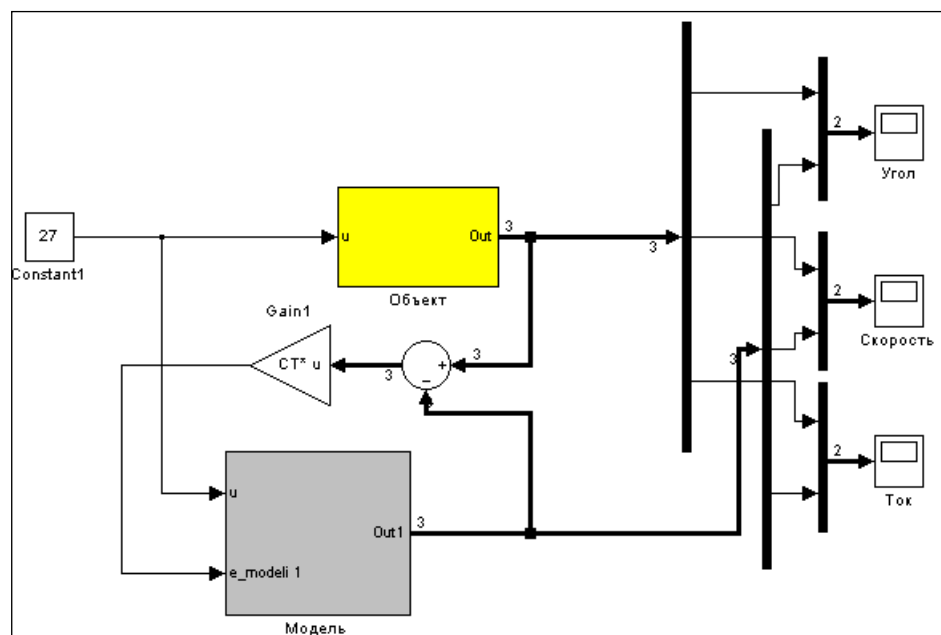 2
Угол
27
Constant1
u
Out
3
3
Объект
2
Скорость
Gain1
CT* u
3
+
−
3
3
2
Ток
u
Out1
3
e_modeli 1
Модель